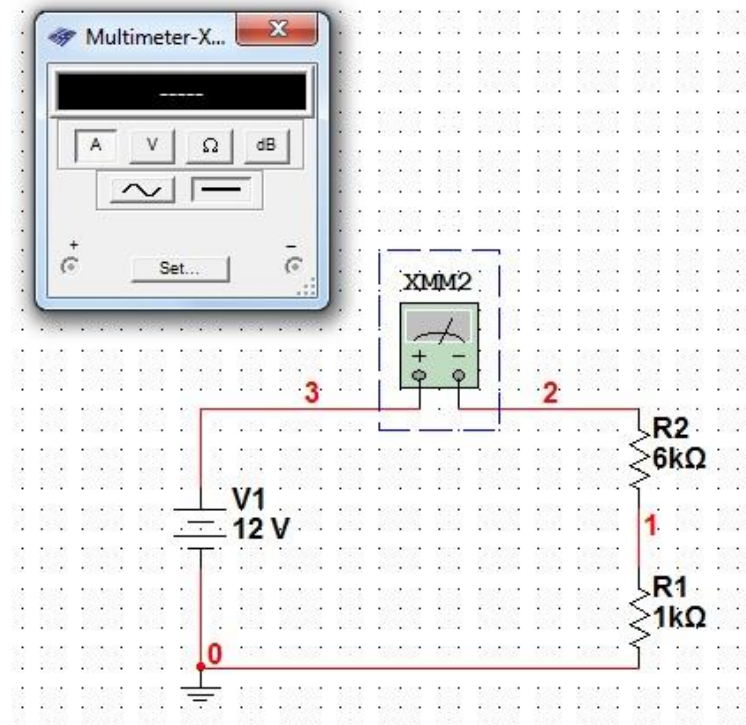 Multimeter-X...
-----
A V Ω dB
+ –
Set...
XMM2
+ –
3 2
R2
6kΩ
V1
12 V
1
R1
1kΩ
0